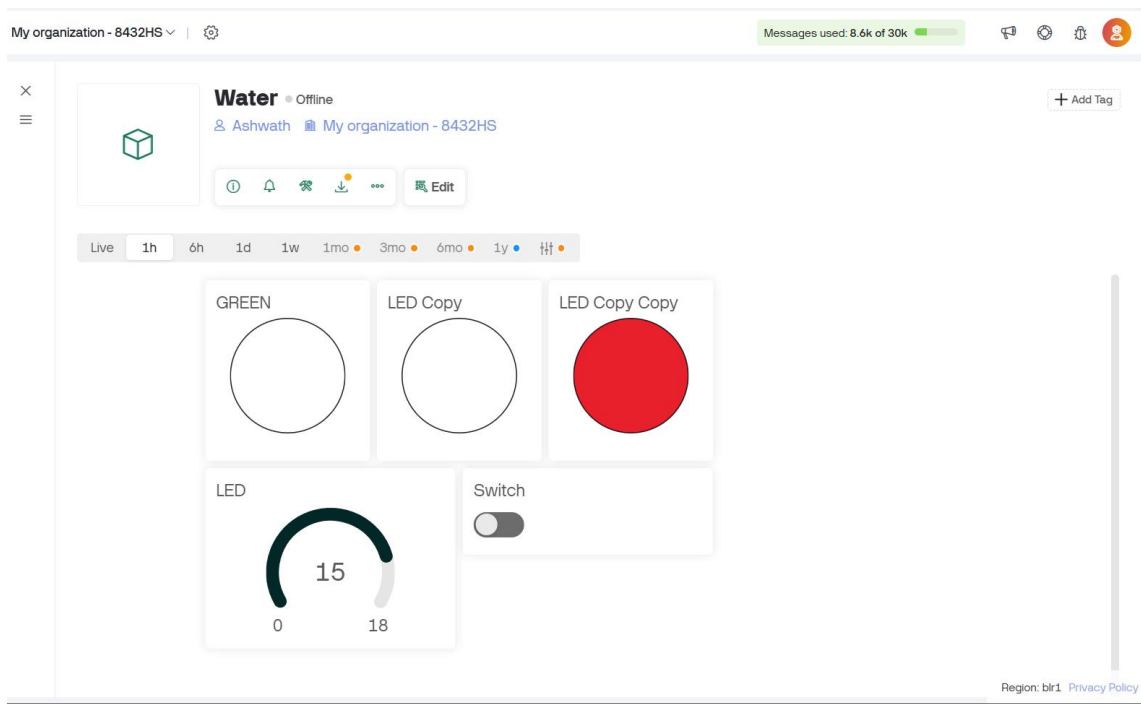 My organization - 8432HS
Messages used: 8.6k of 30k
Water Offline
Ashwath My organization - 8432HS
+ Add Tag
Edit
Live 1h 6h 1d 1w 1mo 3mo 6mo 1y
GREEN LED Copy LED Copy Copy
LED Switch
15
0 18
Region: blr1 Privacy Policy